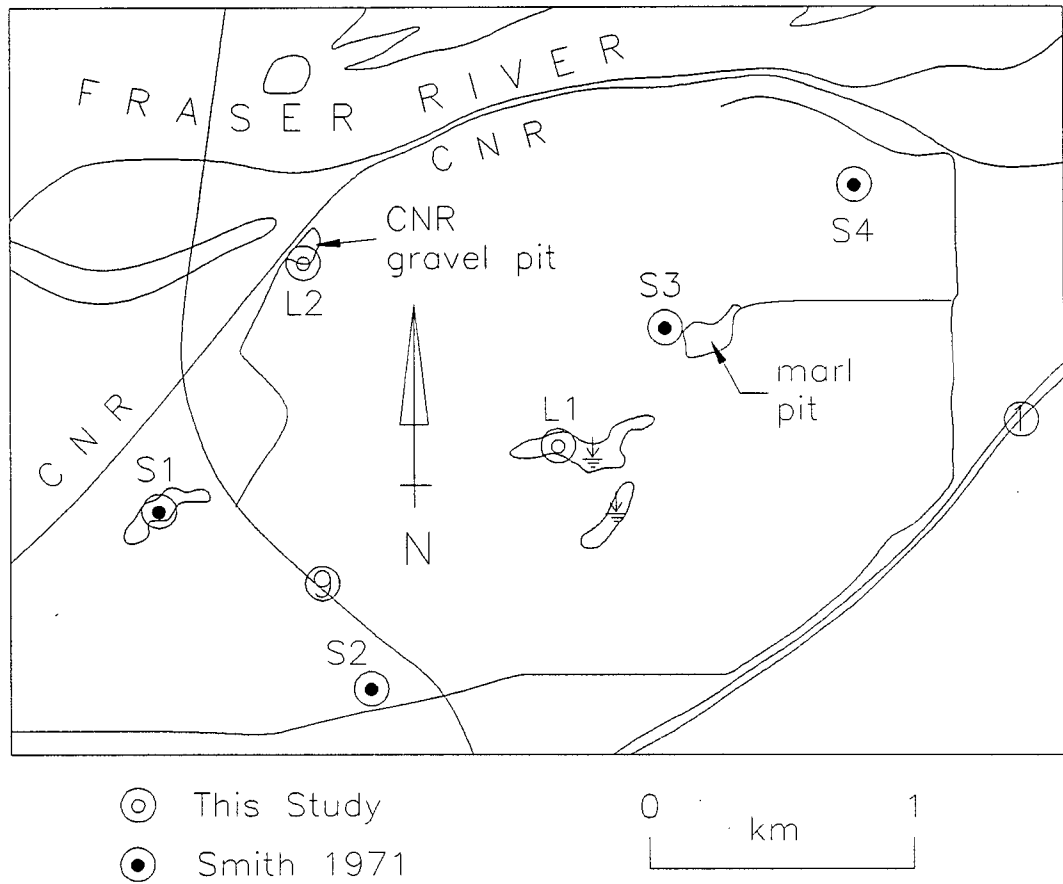 FRASER RIVER
CNR
CNR
gravel pit
S4
L2
S3
marl
pit
L1
1
CNR
S1
N
9
S2
This Study
Smith 1971
0 1
km